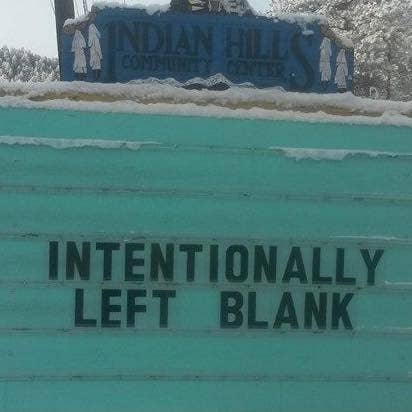 INDIAN HILLS
COMMUNITY CENTER
INTENTIONALLY
LEFT BLANK